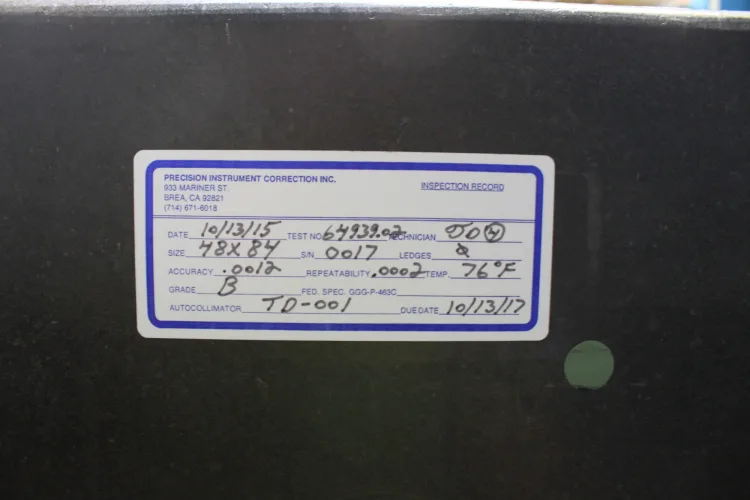 PRECISION INSTRUMENT CORRECTION INC.
933 MARINER ST.
BREA, CA 92821
(714) 671-6018
INSPECTION RECORD
DATE 10/13/15 TEST NO. 64939.02 TECHNICIAN
SIZE 48X84 S/N 0017 LEDGES
ACCURACY .0012 REPEATABILITY .0002 TEMP. 76°F
GRADE B FED. SPEC. GGG-P-463C
AUTOCOLLIMATOR TD-001 DUE DATE 10/13/17